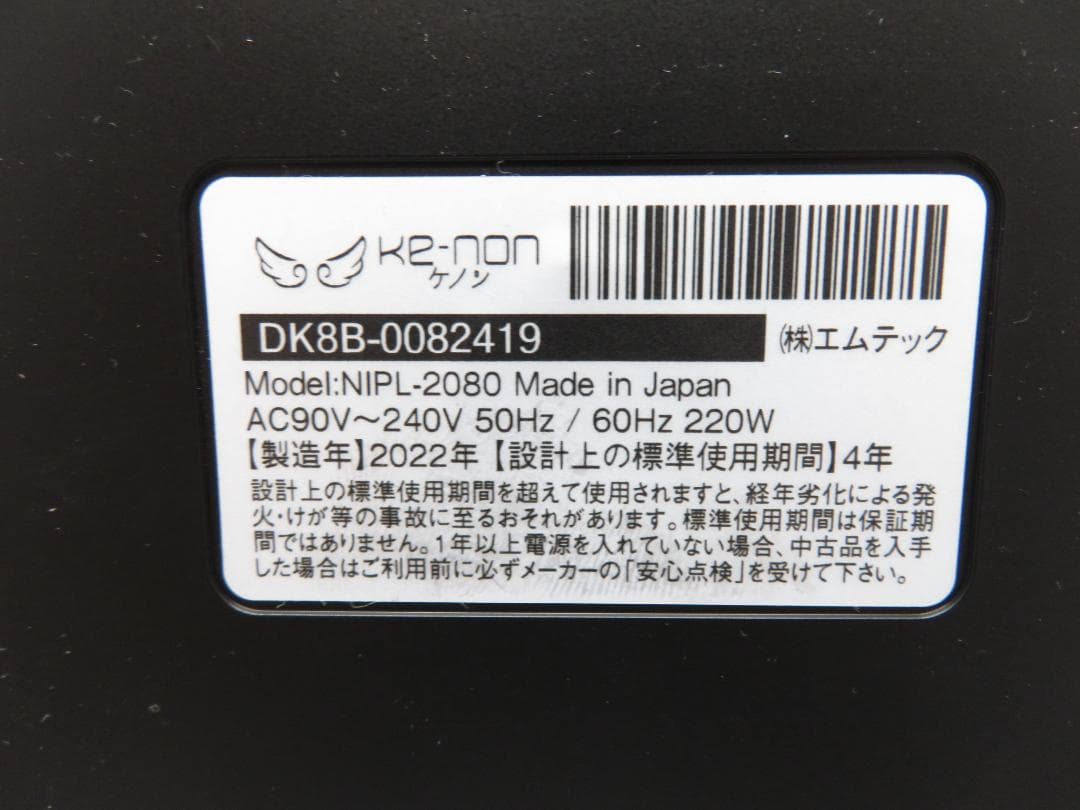 ke-non
ケノン
DK8B-0082419
㈱エムテック
Model:NIPL-2080 Made in Japan
AC90V～240V 50Hz / 60Hz 220W
【製造年】2022年【設計上の標準使用期間】4年
設計上の標準使用期間を超えて使用されますと、経年劣化による発
火・けが等の事故に至るおそれがあります。標準使用期間は保証期
間ではありません。1年以上電源を入れていない場合、中古品を入手
した場合はご利用前に必ずメーカーの「安心点検」を受けて下さい。